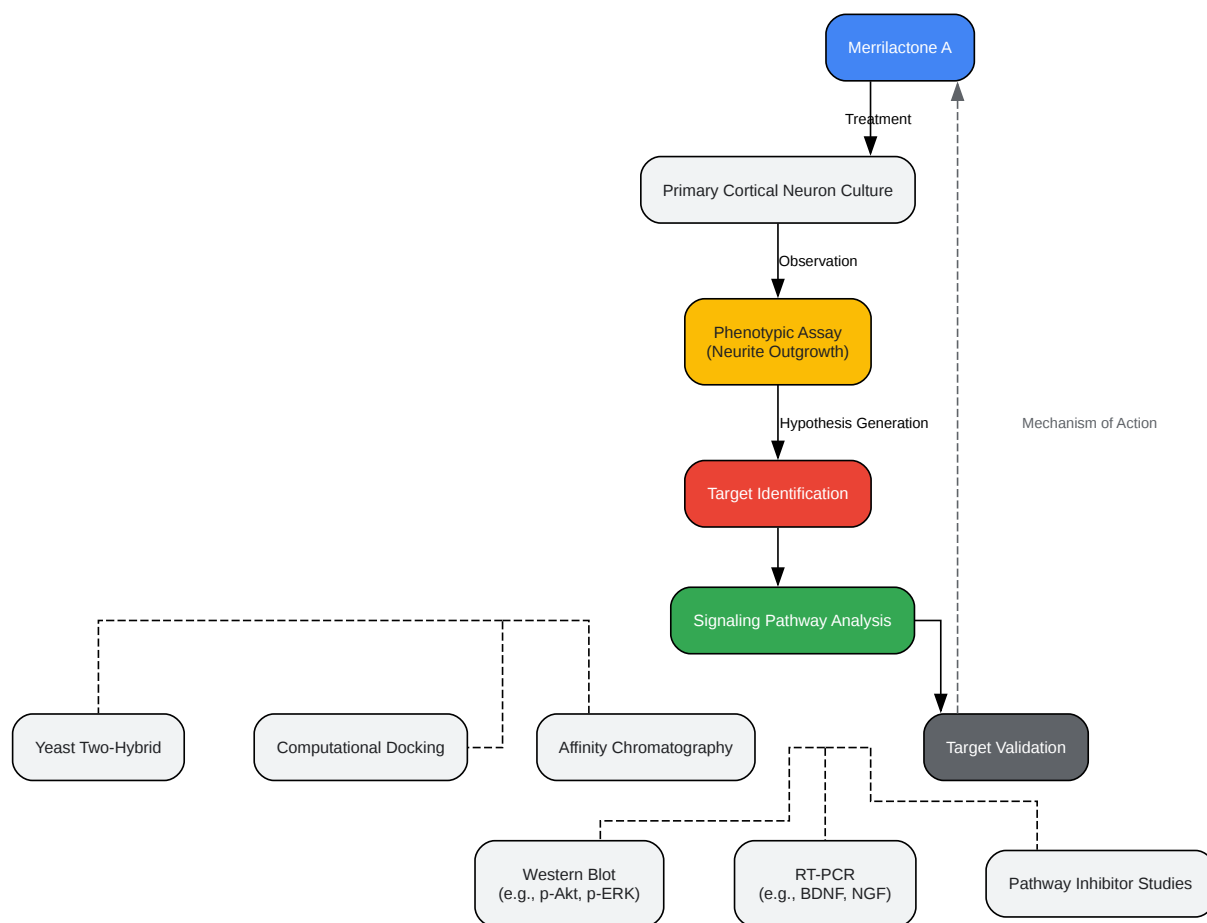 Merrilactone A
Treatment
Primary Cortical Neuron Culture
Observation
Phenotypic Assay
(Neurite Outgrowth)
Hypothesis Generation
Mechanism of Action
Target Identification
Signaling Pathway Analysis
Yeast Two-Hybrid
Computational Docking
Affinity Chromatography
Target Validation
Western Blot
(e.g., p-Akt, p-ERK)
RT-PCR
(e.g., BDNF, NGF)
Pathway Inhibitor Studies